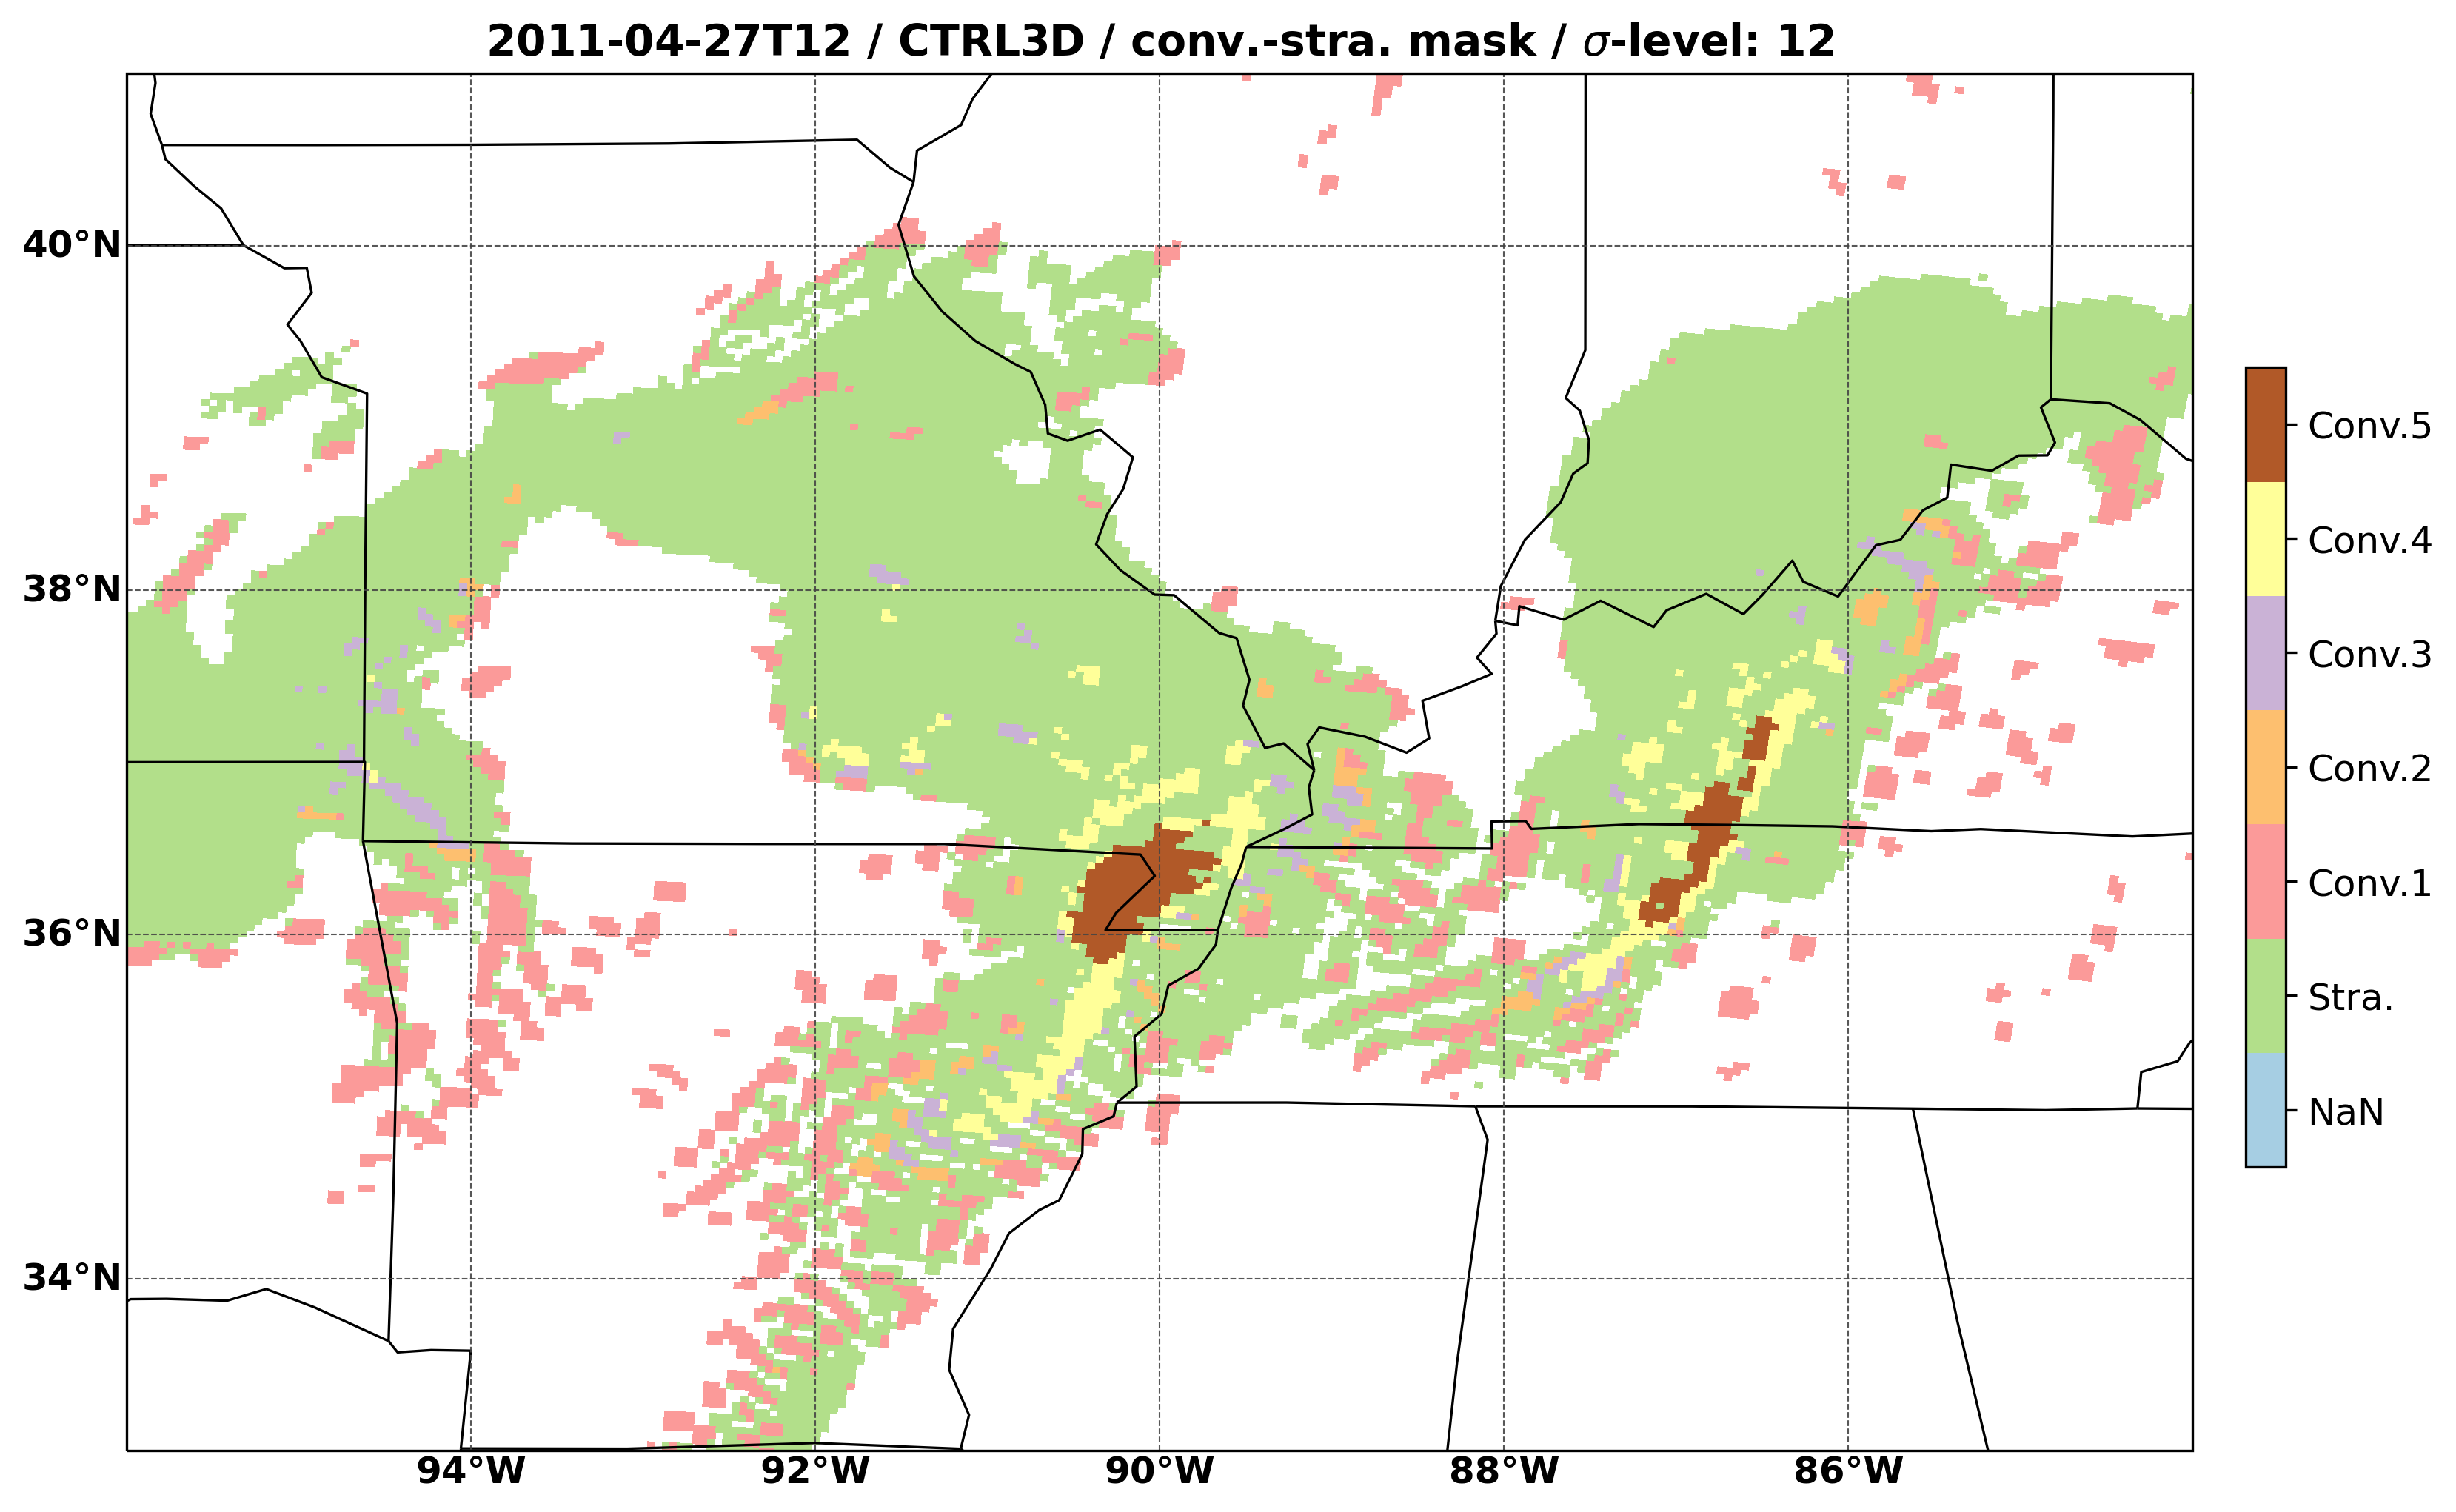 2011-04-27T12 / CTRL3D / conv.-stra. mask / σ-level: 12
40°N
38°N
36°N
34°N
94°W
92°W
90°W
88°W
86°W
Conv.5
Conv.4
Conv.3
Conv.2
Conv.1
Stra.
NaN